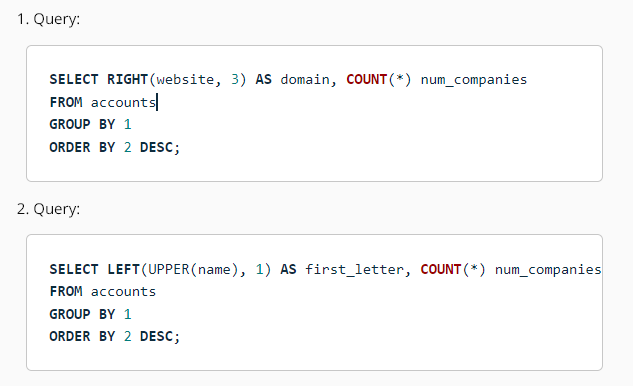 1. Query:
SELECT RIGHT(website, 3) AS domain, COUNT(*) num_companies
FROM accounts
GROUP BY 1
ORDER BY 2 DESC;
2. Query:
SELECT LEFT(UPPER(name), 1) AS first_letter, COUNT(*) num_companies
FROM accounts
GROUP BY 1
ORDER BY 2 DESC;